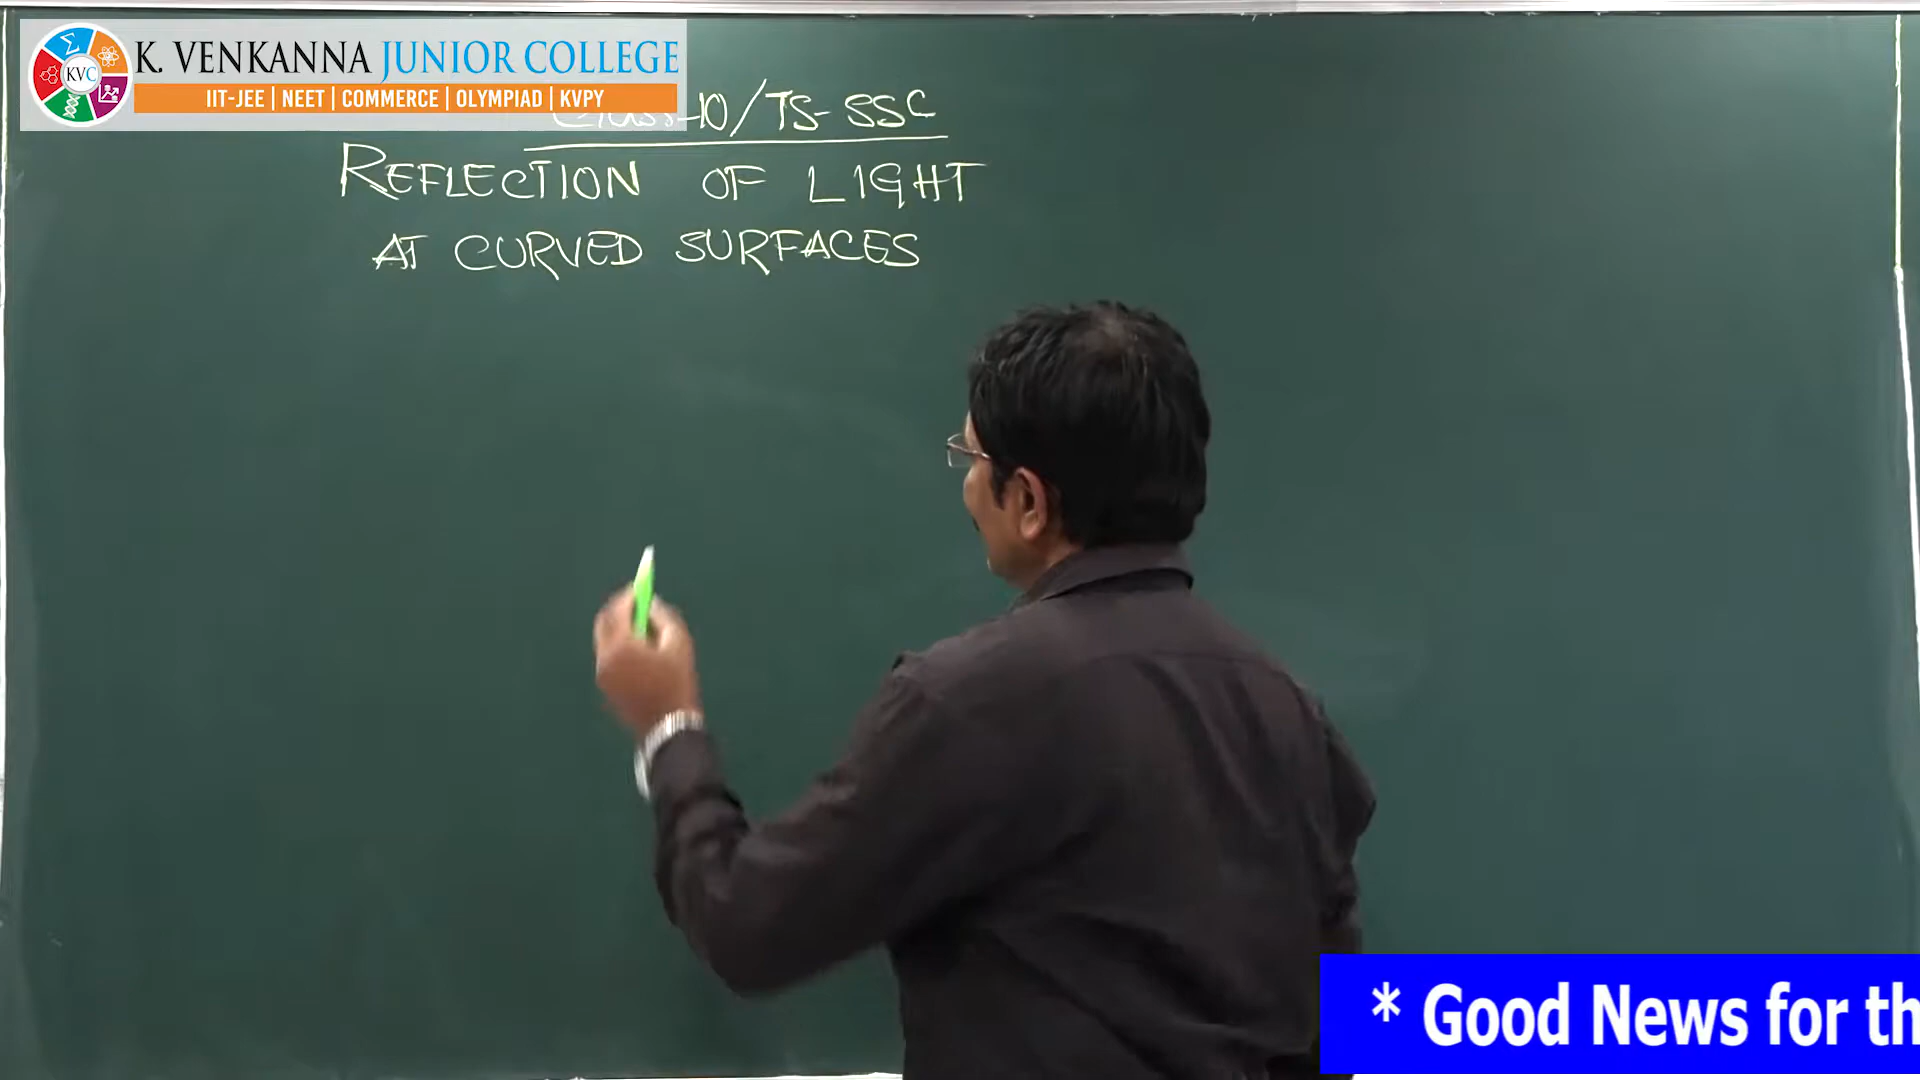 KVC
K. VENKANNA JUNIOR COLLEGE
IIT-JEE | NEET | COMMERCE | OLYMPIAD | KVPY
Class-10/TS-SSC
REFLECTION OF LIGHT
AT CURVED SURFACES
* Good News for th